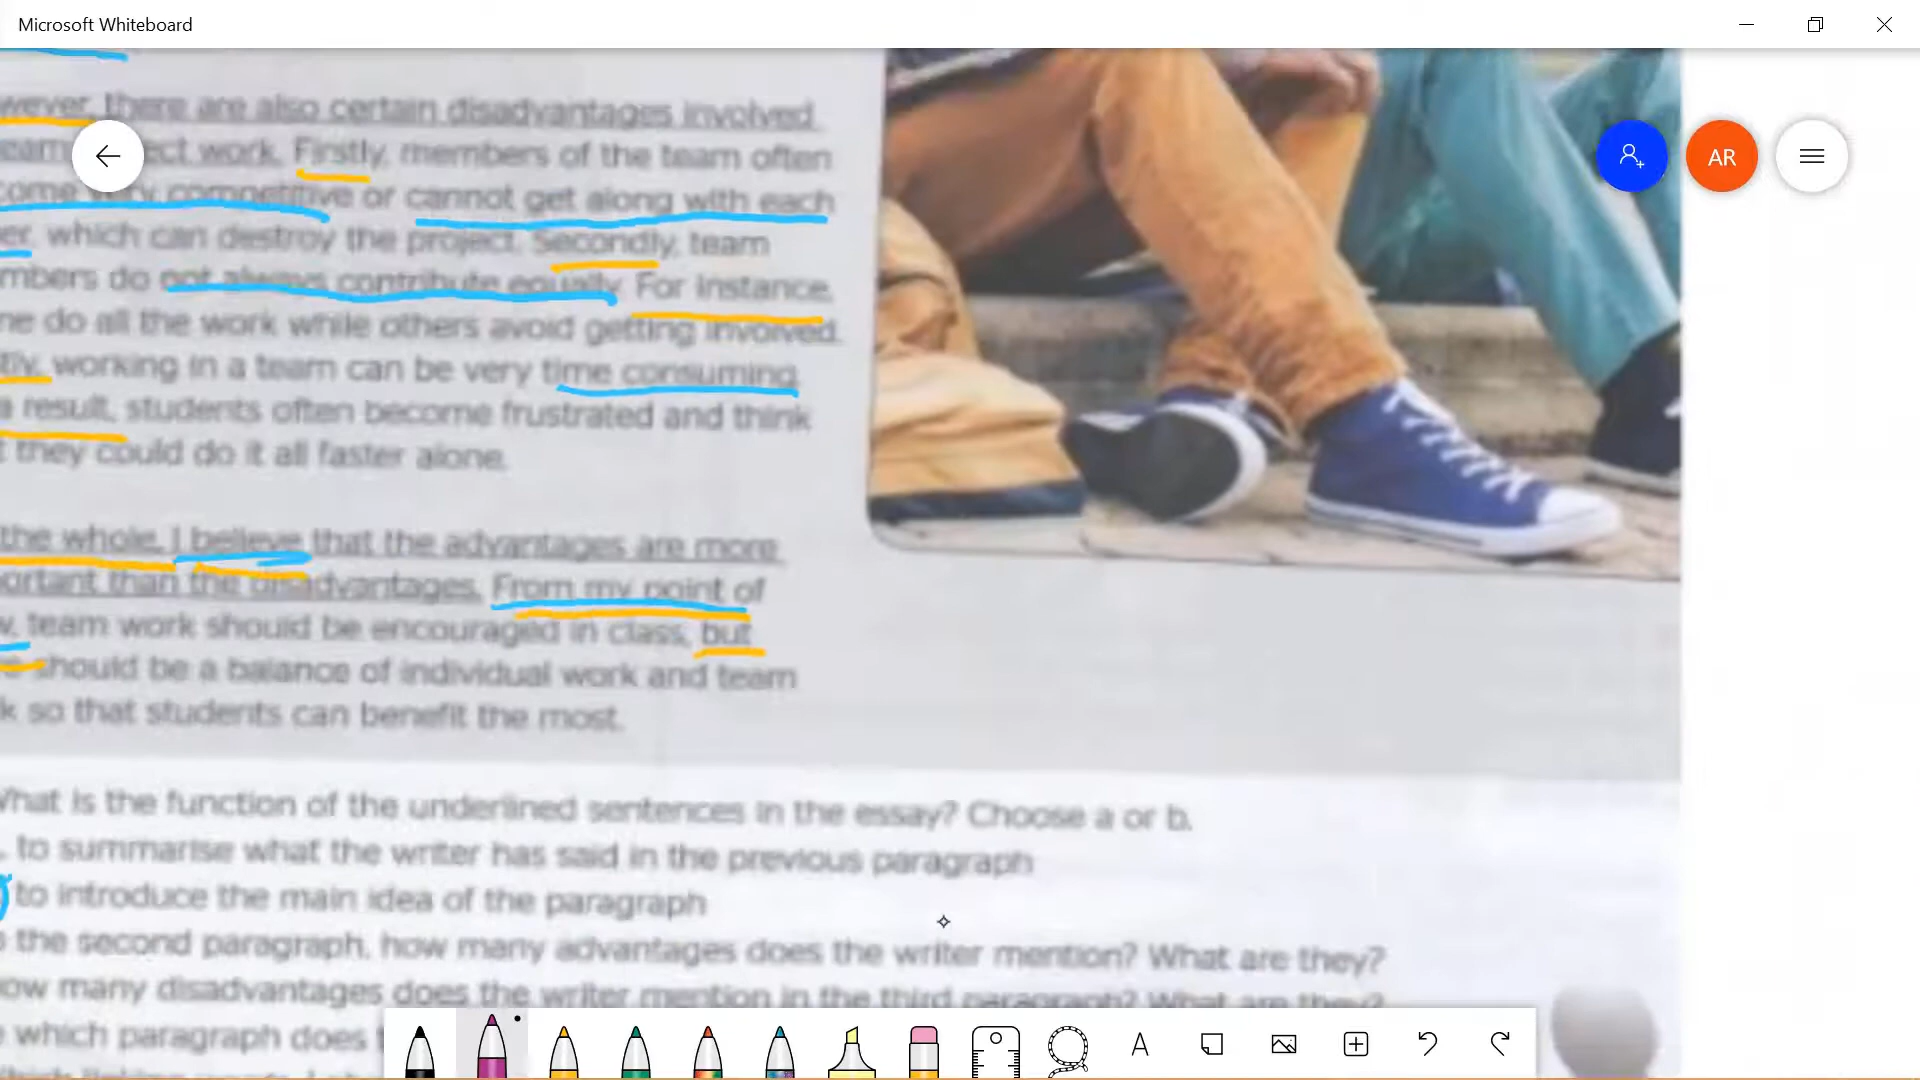 Microsoft Whiteboard
wever, there are also certain disadvantages involved
team ject work. Firstly, members of the team often
come very competitive or cannot get along with each
er, which can destroy the project. Secondly, team
mbers do not always contribute equally. For instance,
me do all the work while others avoid getting involved.
tly, working in a team can be very time consuming.
a result, students often become frustrated and think
t they could do it all faster alone.
the whole, I believe that the advantages are more
portant than the disadvantages. From my point of
w, team work should be encouraged in class, but
re should be a balance of individual work and team
k so that students can benefit the most.
What is the function of the underlined sentences in the essay? Choose a or b.
. to summarise what the writer has said in the previous paragraph
to introduce the main idea of the paragraph
the second paragraph, how many advantages does the writer mention? What are they?
ow many disadvantages does the writer mention in the third paragraph? What are they?
which paragraph does
AR
A